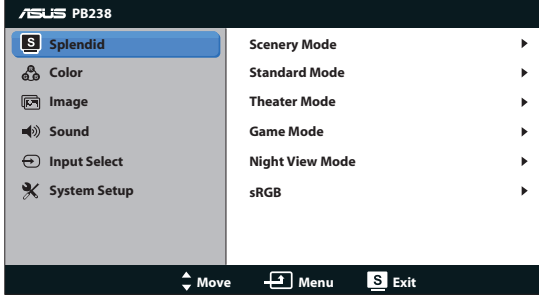 ASUS PB238
S Splendid
Color
Image
Sound
Input Select
System Setup
Scenery Mode
Standard Mode
Theater Mode
Game Mode
Night View Mode
sRGB
Move Menu S Exit